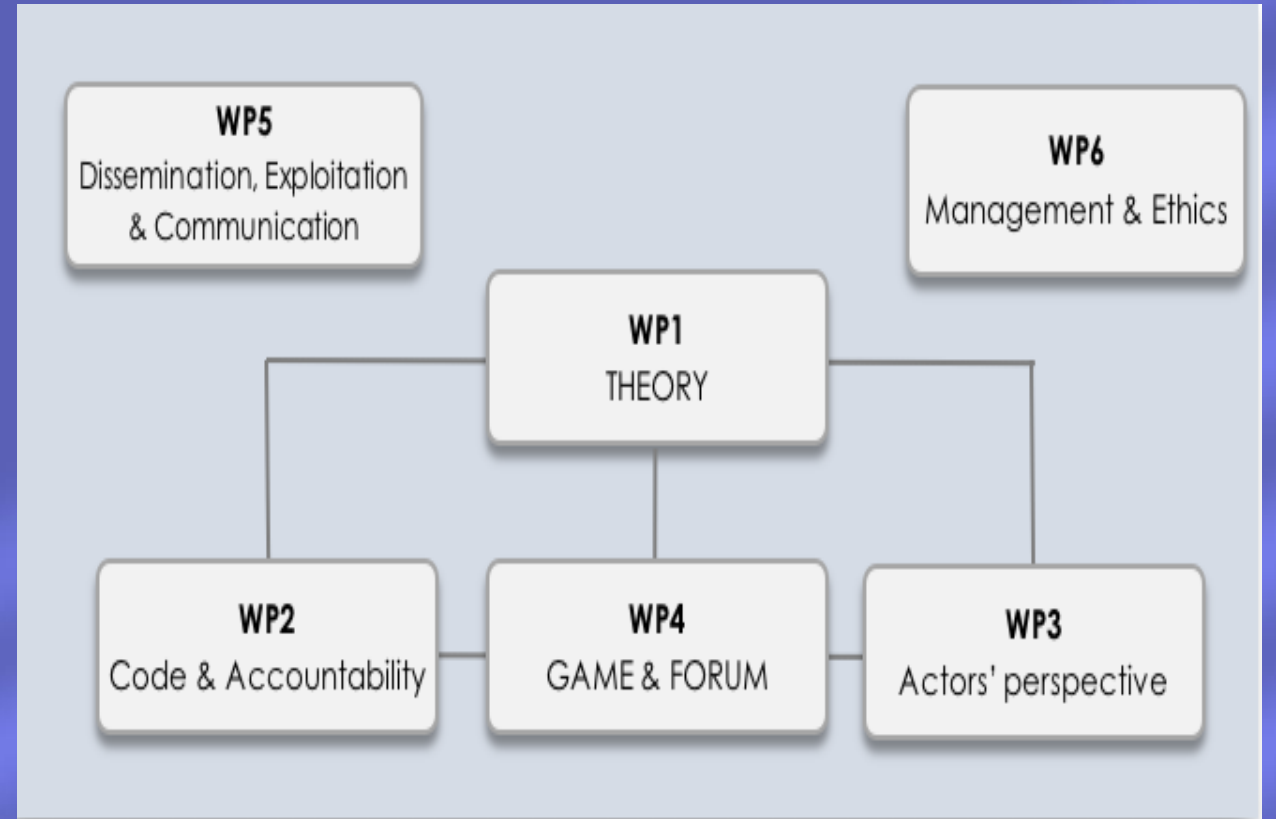 WP5
Dissemination, Exploitation
& Communication
WP6
Management & Ethics
WP1
THEORY
WP2
Code & Accountability
WP4
GAME & FORUM
WP3
Actors' perspective